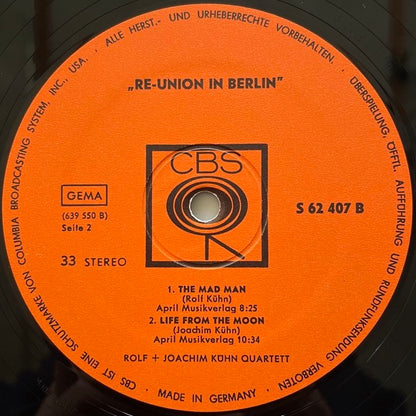 CBS IST EINE SCHUTZMARKE VON COLUMBIA BROADCASTING SYSTEM, INC., USA. · ALLE HERST.- UND URHEBERRECHTE VORBEHALTEN. · ÜBERSPIELUNG, ÖFFTL. AUFFÜHRUNG UND RUNDFUNKSENDUNG VERBOTEN · MADE IN GERMANY ·
„RE-UNION IN BERLIN"
CBS
GEMA
(639 550 B)
Seite 2
S 62 407 B
33 STEREO
1. THE MAD MAN
(Rolf Kühn)
April Musikverlag 8:25
2. LIFE FROM THE MOON
(Joachim Kühn)
April Musikverlag 10:34
ROLF + JOACHIM KÜHN QUARTETT